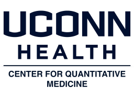 UCONN
HEALTH
CENTER FOR QUANTITATIVE
MEDICINE